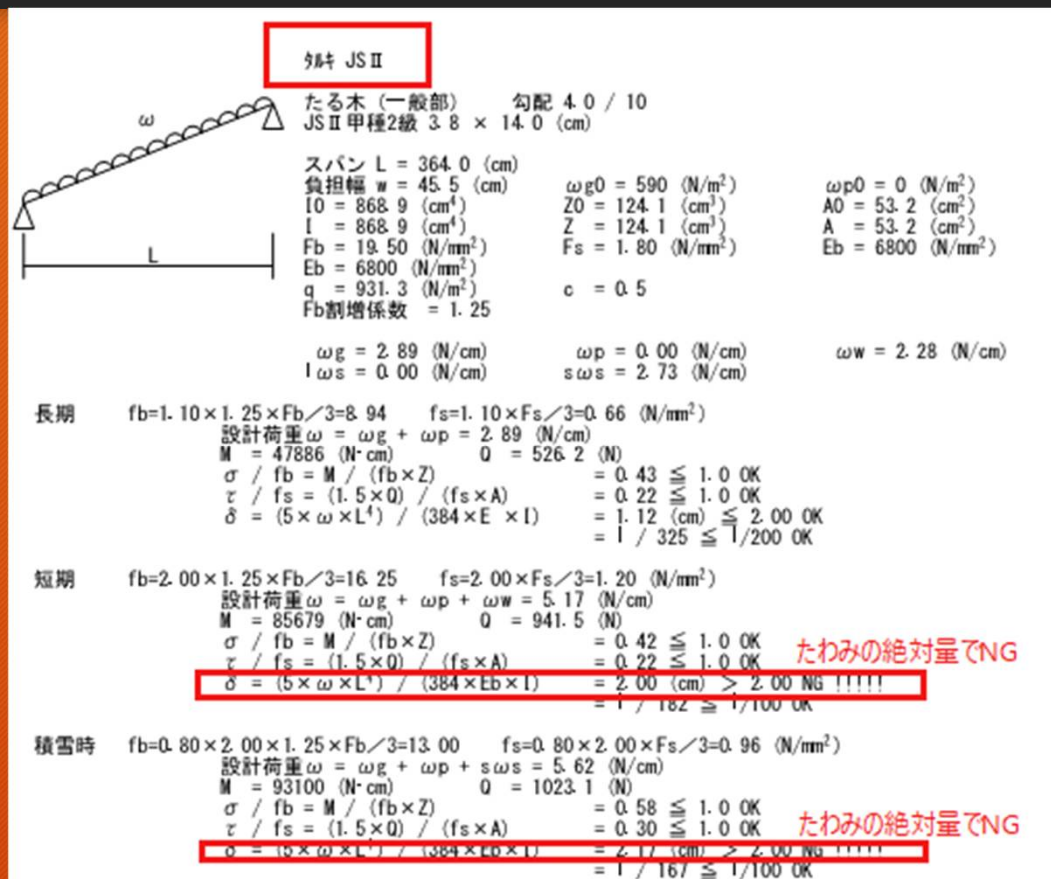 タルキ JSⅡ
ω
たる木 (一般部) 勾配 4.0 / 10
JSⅡ甲種2級 3.8 × 14.0 (cm)
スパン L = 364.0 (cm)
負担幅 w = 45.5 (cm) ωg0 = 590 (N/m²) ωp0 = 0 (N/m²)
I0 = 868.9 (cm⁴) Z0 = 124.1 (cm³) A0 = 53.2 (cm²)
I = 868.9 (cm⁴) Z = 124.1 (cm³) A = 53.2 (cm²)
Fb = 19.50 (N/mm²) Fs = 1.80 (N/mm²) Eb = 6800 (N/mm²)
L
Eb = 6800 (N/mm²)
q = 931.3 (N/m²) c = 0.5
Fb割増係数 = 1.25
ωg = 2.89 (N/cm) ωp = 0.00 (N/cm) ωw = 2.28 (N/cm)
lωs = 0.00 (N/cm) sωs = 2.73 (N/cm)
長期 fb=1.10×1.25×Fb/3=8.94 fs=1.10×Fs/3=0.66 (N/mm²)
設計荷重ω = ωg + ωp = 2.89 (N/cm)
M = 47886 (N·cm) Q = 526.2 (N)
σ / fb = M / (fb×Z) = 0.43 ≦ 1.0 OK
τ / fs = (1.5×Q) / (fs×A) = 0.22 ≦ 1.0 OK
δ = (5×ω×L⁴) / (384×E ×I) = 1.12 (cm) ≦ 2.00 OK
= l / 325 ≦ l/200 OK
短期 fb=2.00×1.25×Fb/3=16.25 fs=2.00×Fs/3=1.20 (N/mm²)
設計荷重ω = ωg + ωp + ωw = 5.17 (N/cm)
M = 85679 (N·cm) Q = 941.5 (N)
σ / fb = M / (fb×Z) = 0.42 ≦ 1.0 OK
τ / fs = (1.5×Q) / (fs×A) = 0.22 ≦ 1.0 OK
たわみの絶対量でNG
δ = (5×ω×L⁴) / (384×Eb×I) = 2.00 (cm) > 2.00 NG !!!!!
= l / 182 ≦ l/100 OK
積雪時 fb=0.80×2.00×1.25×Fb/3=13.00 fs=0.80×2.00×Fs/3=0.96 (N/mm²)
設計荷重ω = ωg + ωp + sωs = 5.62 (N/cm)
M = 93100 (N·cm) Q = 1023.1 (N)
σ / fb = M / (fb×Z) = 0.58 ≦ 1.0 OK
τ / fs = (1.5×Q) / (fs×A) = 0.30 ≦ 1.0 OK
たわみの絶対量でNG
δ = (5×ω×L⁴) / (384×Eb×I) = 2.17 (cm) > 2.00 NG !!!!!
= l / 167 ≦ l/100 OK